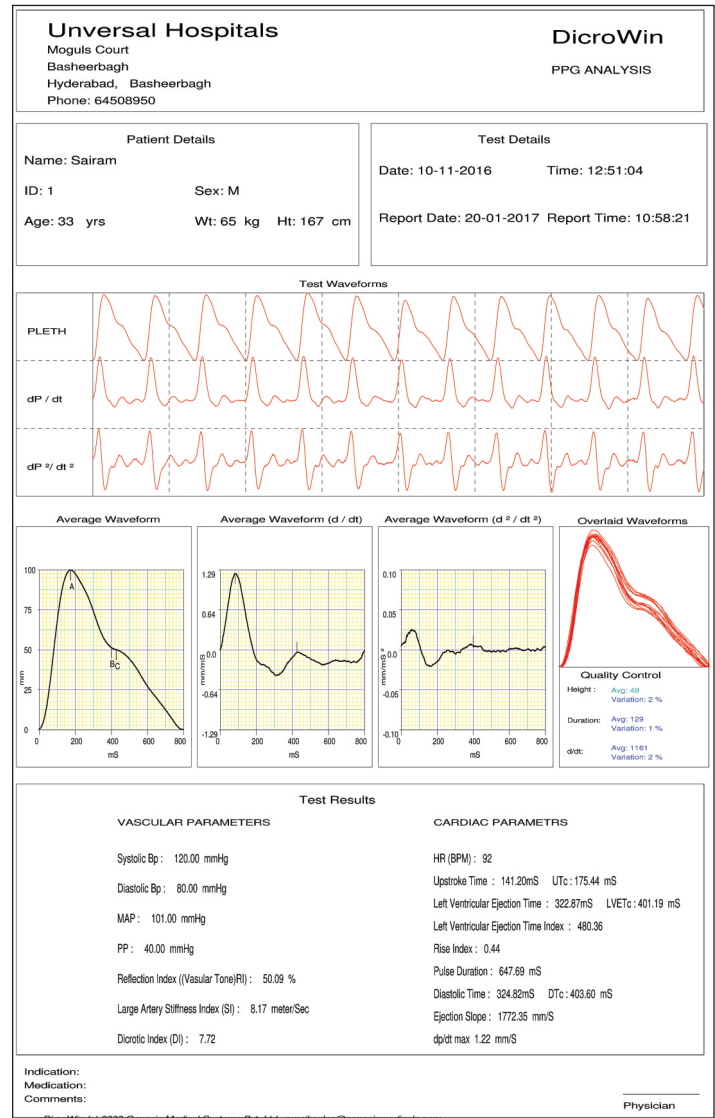 Unversal Hospitals
Moguls Court
Basheerbagh
Hyderabad, Basheerbagh
Phone: 64508950
DicroWin
PPG ANALYSIS
Patient Details
Name: Sairam
ID: 1 Sex: M
Age: 33 yrs Wt: 65 kg Ht: 167 cm
Test Details
Date: 10-11-2016 Time: 12:51:04
Report Date: 20-01-2017 Report Time: 10:58:21
Test Waveforms
PLETH
dP / dt
dP ²/ dt ²
Average Waveform
100
75
50
25
0
mm
A
B C
0 200 400 600 800
mS
Average Waveform (d / dt)
1.29
0.64
0.0
-0.64
-1.29
mm/mS
0 200 400 600 800
mS
Average Waveform (d ² / dt ²)
0.10
0.05
0.0
-0.05
-0.10
mm/mS ²
0 200 400 600 800
mS
Overlaid Waveforms
Quality Control
Height : Avg: 49
Variation: 2 %
Duration: Avg: 129
Variation: 1 %
d/dt: Avg: 1161
Variation: 2 %
Test Results
VASCULAR PARAMETERS
Systolic Bp : 120.00 mmHg
Diastolic Bp : 80.00 mmHg
MAP : 101.00 mmHg
PP : 40.00 mmHg
Reflection Index ((Vasular Tone)RI) : 50.09 %
Large Artery Stiffness Index (SI) : 8.17 meter/Sec
Dicrotic Index (DI) : 7.72
CARDIAC PARAMETRS
HR (BPM) : 92
Upstroke Time : 141.20mS UTc : 175.44 mS
Left Ventricular Ejection Time : 322.87mS LVETc : 401.19 mS
Left Ventricular Ejection Time Index : 480.36
Rise Index : 0.44
Pulse Duration : 647.69 mS
Diastolic Time : 324.82mS DTc : 403.60 mS
Ejection Slope : 1772.35 mm/S
dp/dt max 1.22 mm/S
Indication:
Medication:
Comments:
Physician